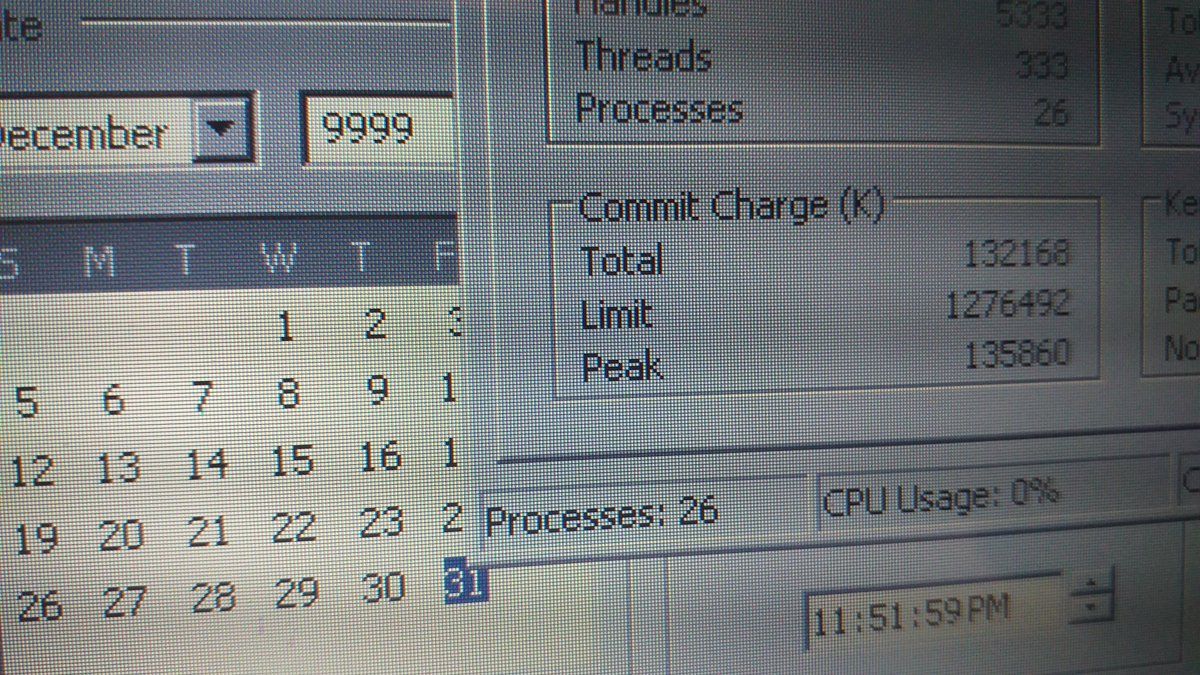 ate
December
9999
S M T W T F
1 2 3
5 6 7 8 9 1
12 13 14 15 16 1
19 20 21 22 23 2
26 27 28 29 30 31
Handles 5333
Threads 333
Processes 26
Commit Charge (K)
Total 132168
Limit 1276492
Peak 135860
To
Av
Sy
Ke
To
Pa
No
Processes: 26
CPU Usage: 0%
C
11:51:59 PM